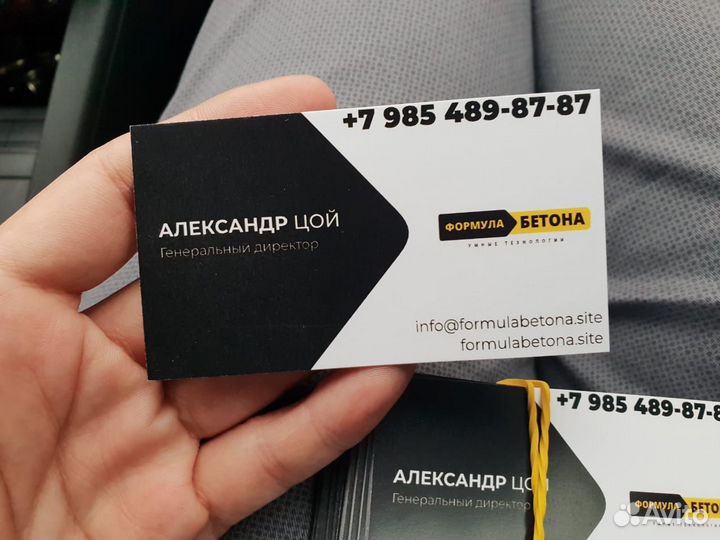 +7 985 489-87-87
АЛЕКСАНДР ЦОЙ
Генеральный директор
ФОРМУЛА БЕТОНА
УМНЫЕ ТЕХНОЛОГИИ
info@formulabetona.site
formulabetona.site
+7 985 489-87-8
АЛЕКСАНДР ЦОЙ
Генеральный директор
ФОРМУЛА БЕТО
Avito